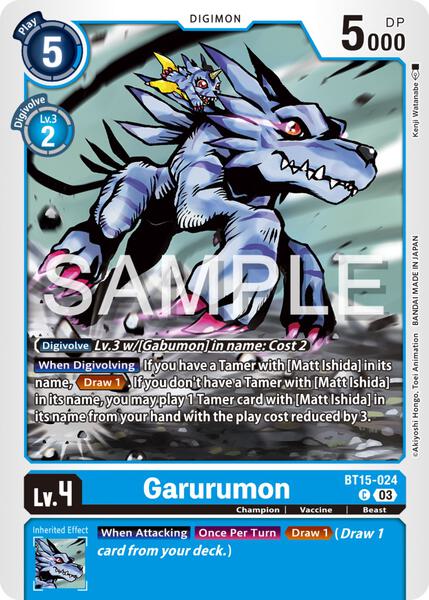 DIGIMON
Play
5
DP
5000
Digivolve
Lv.3
2
Kenji Watanabe
SAMPLE
©Akiyoshi Hongo, Toei Animation BANDAI MADE IN JAPAN
Digivolve Lv.3 w/[Gabumon] in name: Cost 2
When Digivolving If you have a Tamer with [Matt Ishida] in its
name, Draw 1. If you don't have a Tamer with [Matt Ishida]
in its name, you may play 1 Tamer card with [Matt Ishida] in
its name from your hand with the play cost reduced by 3.
Lv.4
Garurumon
BT15-024
C 03
Champion | Vaccine | Beast
Inherited Effect
When Attacking Once Per Turn Draw 1 (Draw 1
card from your deck.)